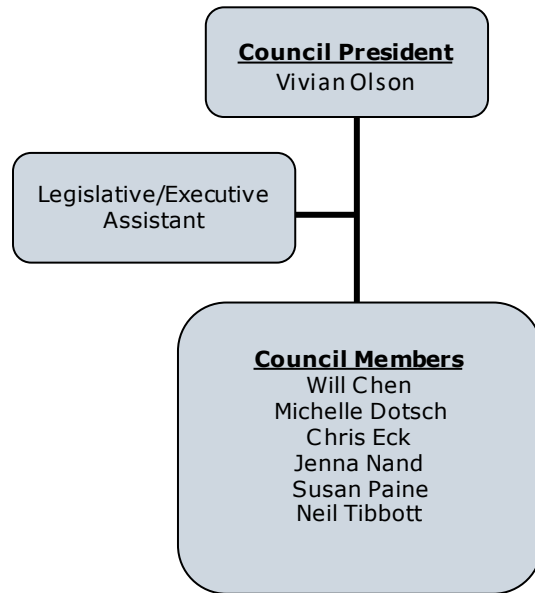 Council President
Vivian Olson
Legislative/Executive
Assistant
Council Members
Will Chen
Michelle Dotsch
Chris Eck
Jenna Nand
Susan Paine
Neil Tibbott